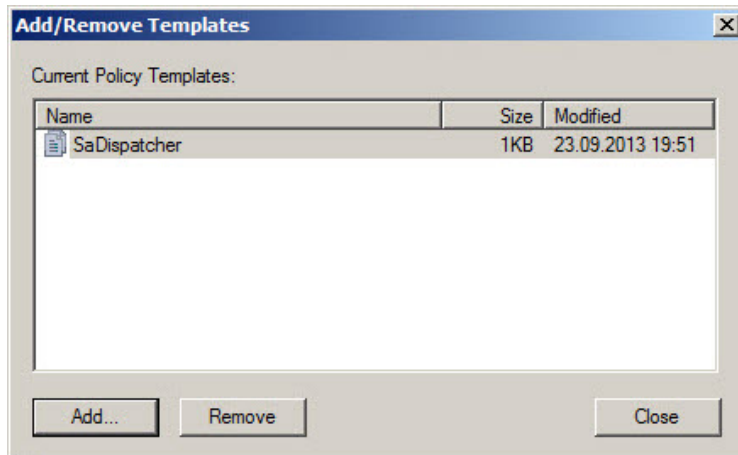 Add/Remove Templates
Current Policy Templates:
Name Size Modified
SaDispatcher 1KB 23.09.2013 19:51
Add... Remove Close